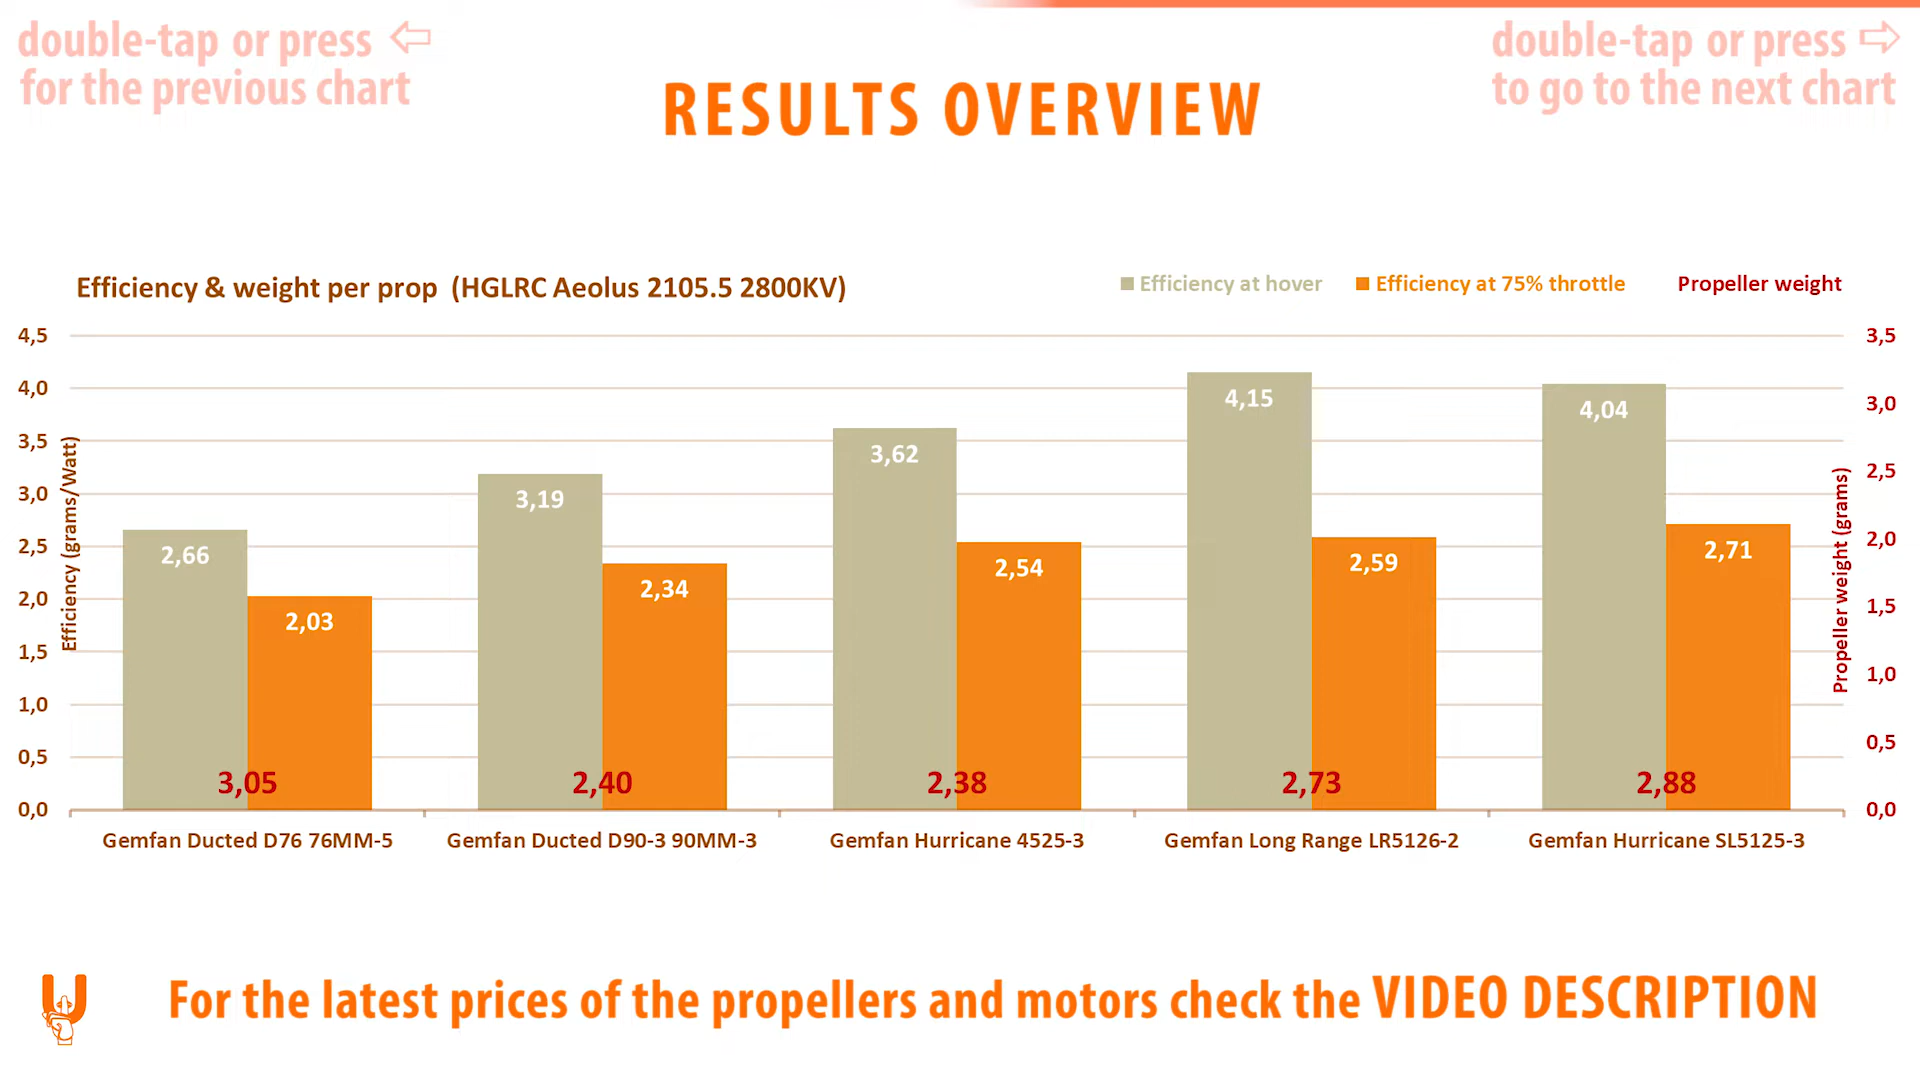 double-tap or press ⇦
for the previous chart
double-tap or press ⇨
to go to the next chart
RESULTS OVERVIEW
Efficiency & weight per prop (HGLRC Aeolus 2105.5 2800KV)
Efficiency at hover
Efficiency at 75% throttle
Propeller weight
4,5
4,0
3,5
3,0
2,5
2,0
1,5
1,0
0,5
0,0
Efficiency (grams/Watt)
2,66
2,03
3,05
3,19
2,34
2,40
3,62
2,54
2,38
4,15
2,59
2,73
4,04
2,71
2,88
3,5
3,0
2,5
2,0
1,5
1,0
0,5
0,0
Propeller weight (grams)
Gemfan Ducted D76 76MM-5
Gemfan Ducted D90-3 90MM-3
Gemfan Hurricane 4525-3
Gemfan Long Range LR5126-2
Gemfan Hurricane SL5125-3
For the latest prices of the propellers and motors check the VIDEO DESCRIPTION